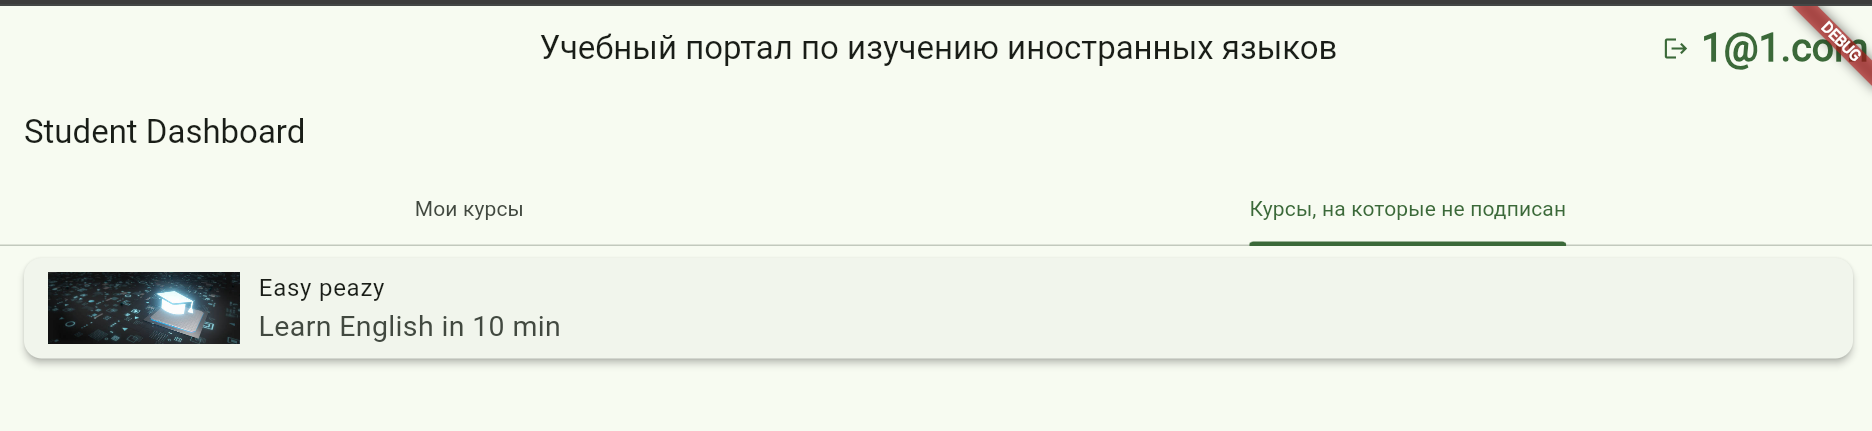 Учебный портал по изучению иностранных языков
1@1.com
DEBUG
Student Dashboard
Мои курсы
Курсы, на которые не подписан
Easy peazy
Learn English in 10 min